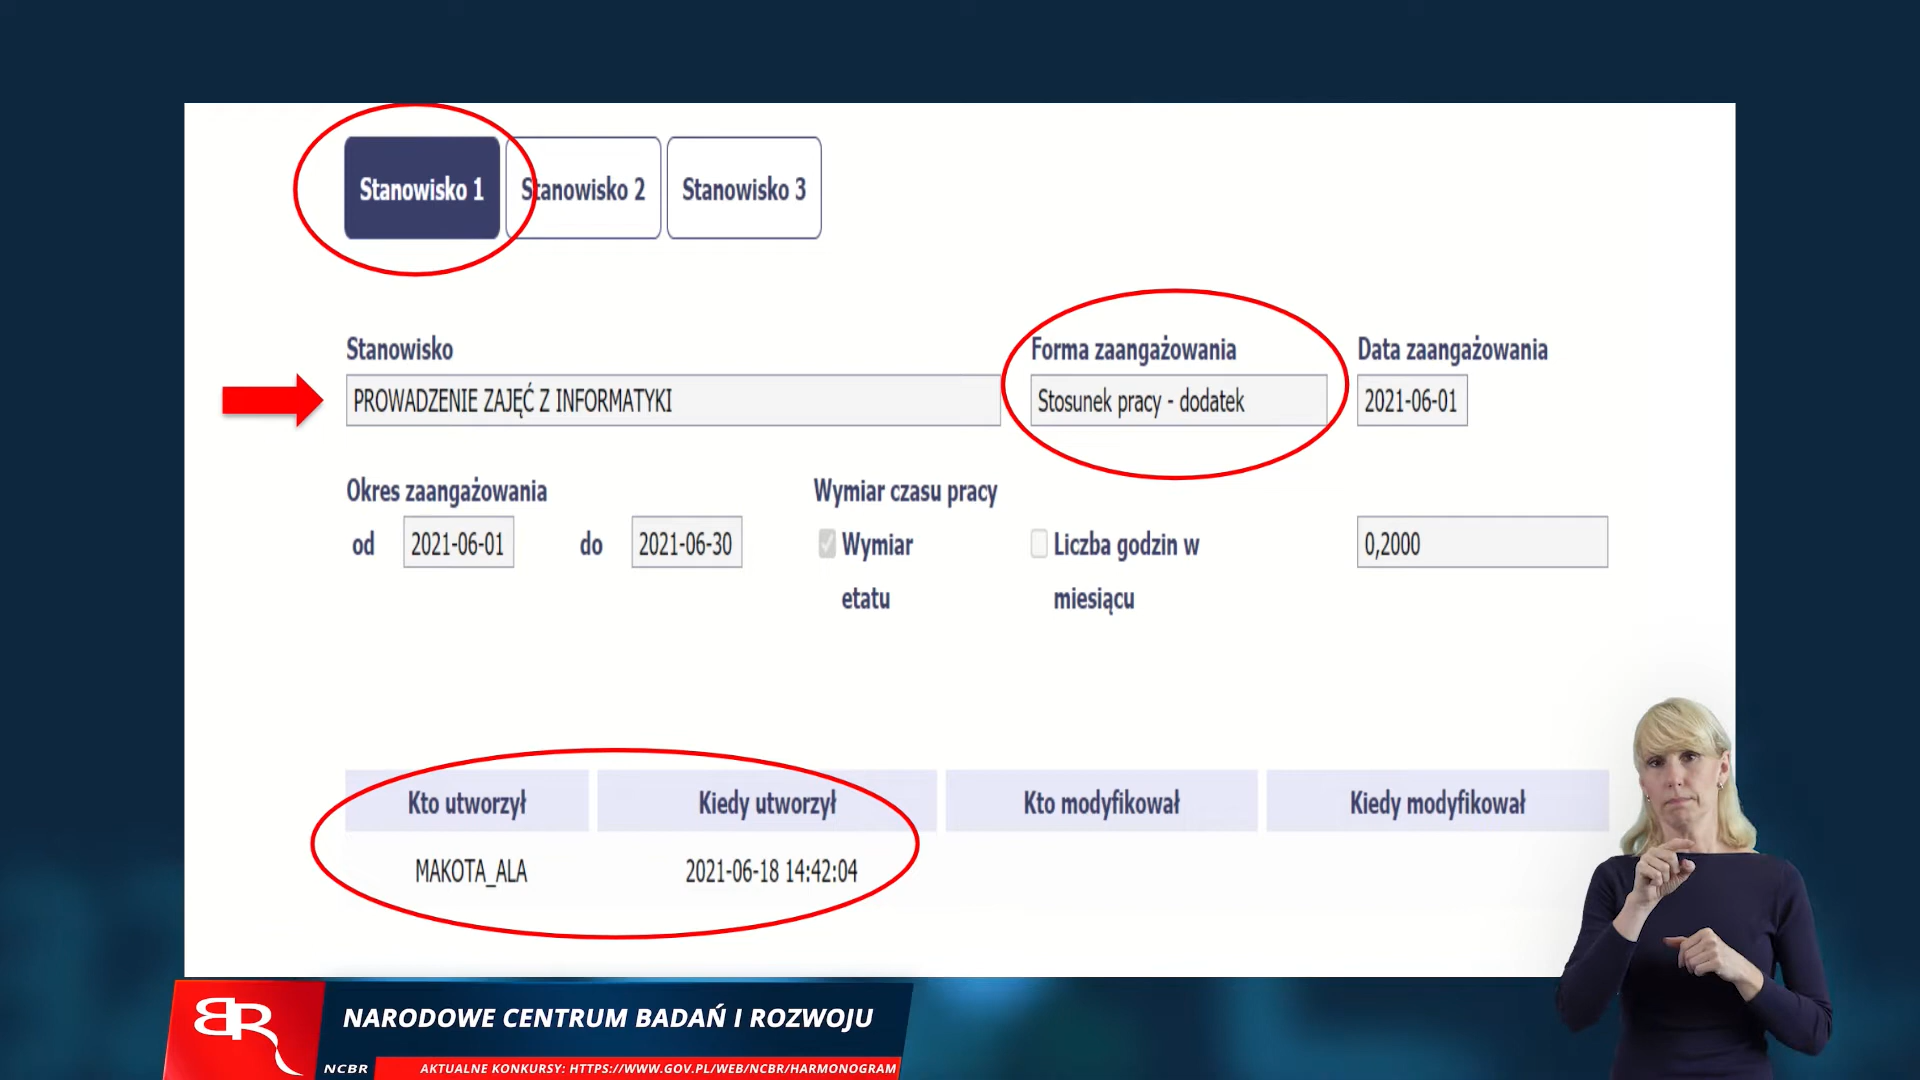 Stanowisko 1
Stanowisko 2
Stanowisko 3
Stanowisko
Forma zaangażowania
Data zaangażowania
PROWADZENIE ZAJĘĆ Z INFORMATYKI
Stosunek pracy - dodatek
2021-06-01
Okres zaangażowania
Wymiar czasu pracy
od
2021-06-01
do
2021-06-30
Wymiar
etatu
Liczba godzin w
miesiącu
0,2000
Kto utworzył
Kiedy utworzył
Kto modyfikował
Kiedy modyfikował
MAKOTA_ALA
2021-06-18 14:42:04
NARODOWE CENTRUM BADAŃ I ROZWOJU
NCBR
AKTUALNE KONKURSY: HTTPS://WWW.GOV.PL/WEB/NCBR/HARMONOGRAM